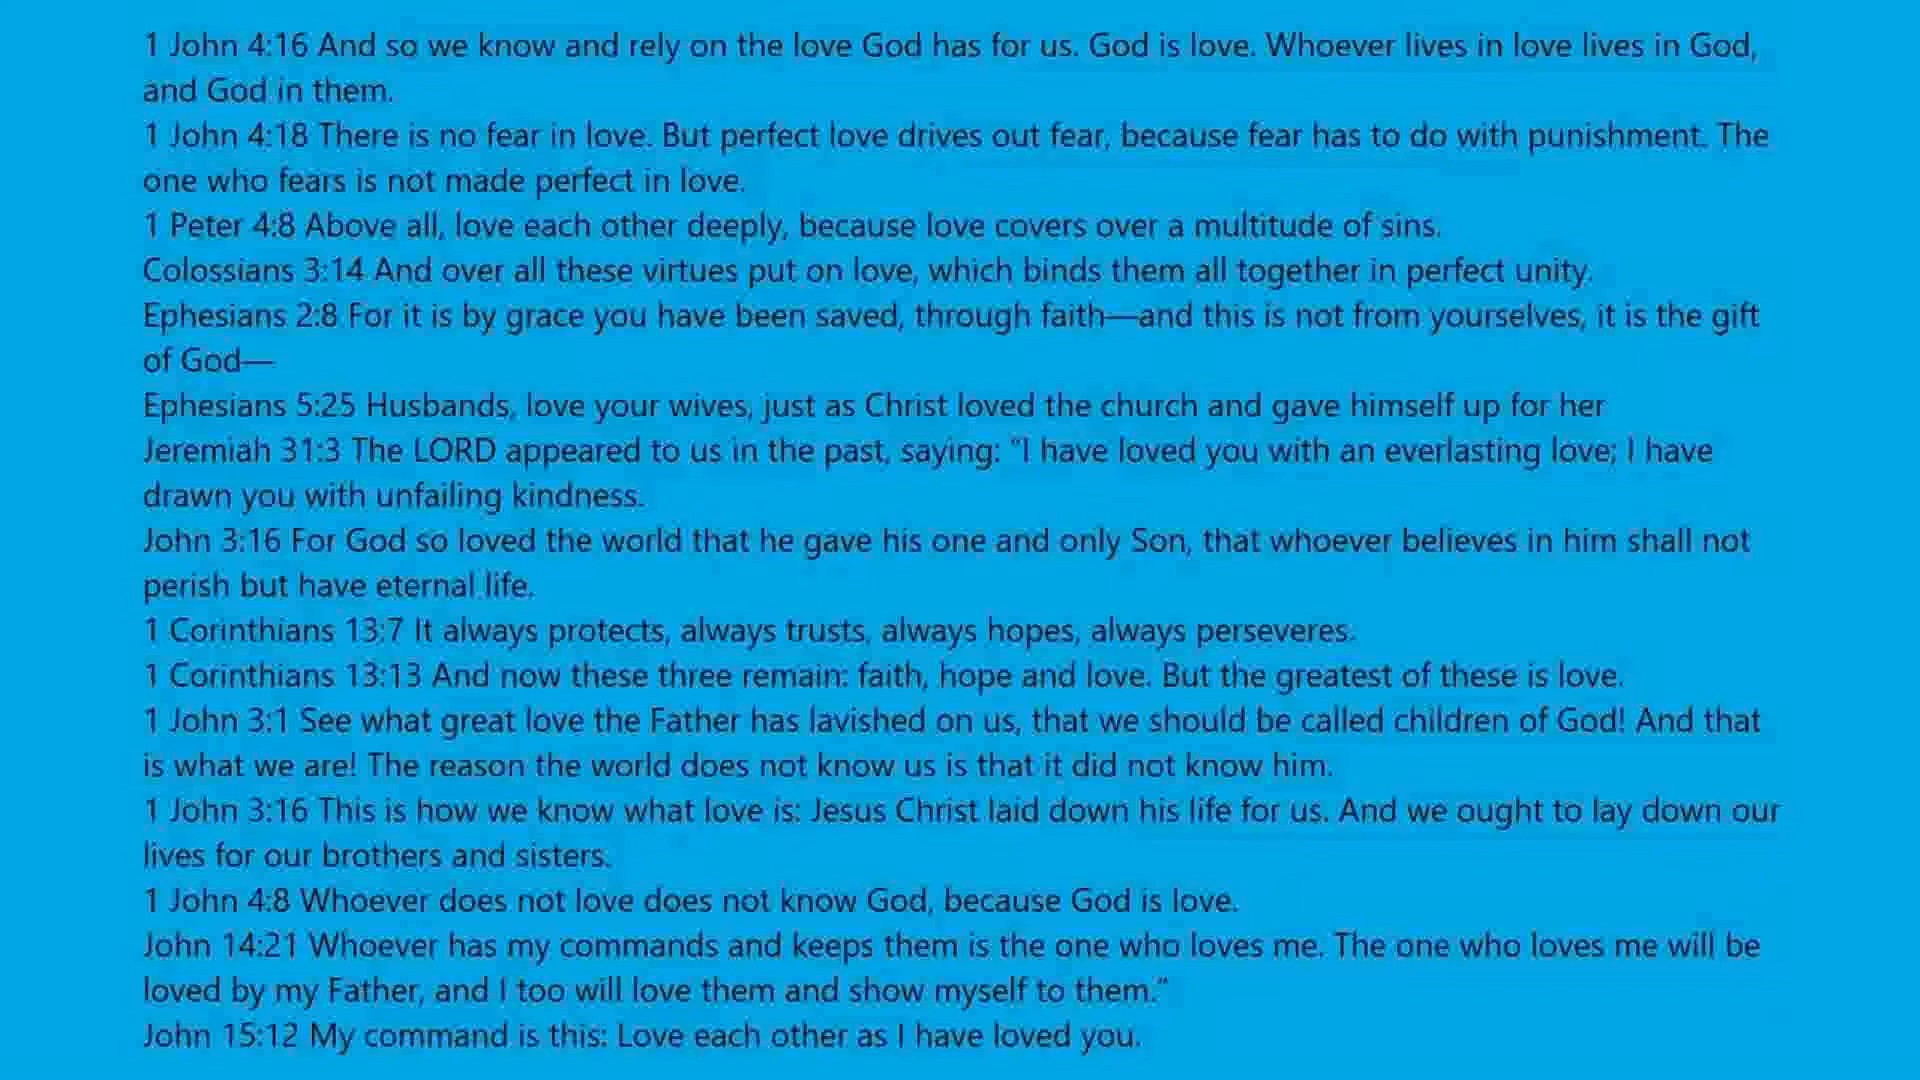 1 John 4:16 And so we know and rely on the love God has for us. God is love. Whoever lives in love lives in God,
and God in them.
1 John 4:18 There is no fear in love. But perfect love drives out fear, because fear has to do with punishment. The
one who fears is not made perfect in love.
1 Peter 4:8 Above all, love each other deeply, because love covers over a multitude of sins.
Colossians 3:14 And over all these virtues put on love, which binds them all together in perfect unity.
Ephesians 2:8 For it is by grace you have been saved, through faith—and this is not from yourselves, it is the gift
of God—
Ephesians 5:25 Husbands, love your wives, just as Christ loved the church and gave himself up for her
Jeremiah 31:3 The LORD appeared to us in the past, saying: “I have loved you with an everlasting love; I have
drawn you with unfailing kindness.
John 3:16 For God so loved the world that he gave his one and only Son, that whoever believes in him shall not
perish but have eternal life.
1 Corinthians 13:7 It always protects, always trusts, always hopes, always perseveres.
1 Corinthians 13:13 And now these three remain: faith, hope and love. But the greatest of these is love.
1 John 3:1 See what great love the Father has lavished on us, that we should be called children of God! And that
is what we are! The reason the world does not know us is that it did not know him.
1 John 3:16 This is how we know what love is: Jesus Christ laid down his life for us. And we ought to lay down our
lives for our brothers and sisters.
1 John 4:8 Whoever does not love does not know God, because God is love.
John 14:21 Whoever has my commands and keeps them is the one who loves me. The one who loves me will be
loved by my Father, and I too will love them and show myself to them.”
John 15:12 My command is this: Love each other as I have loved you.